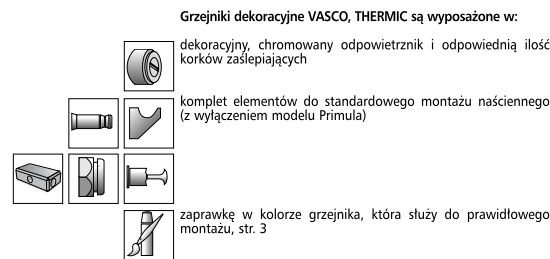 Grzejniki dekoracyjne VASCO, THERMIC są wyposażone w:
dekoracyjny, chromowany odpowietrznik i odpowiednią ilość
korków zaślepiających
komplet elementów do standardowego montażu naściennego
(z wyłączeniem modelu Primula)
zaprawkę w kolorze grzejnika, która służy do prawidłowego
montażu, str. 3